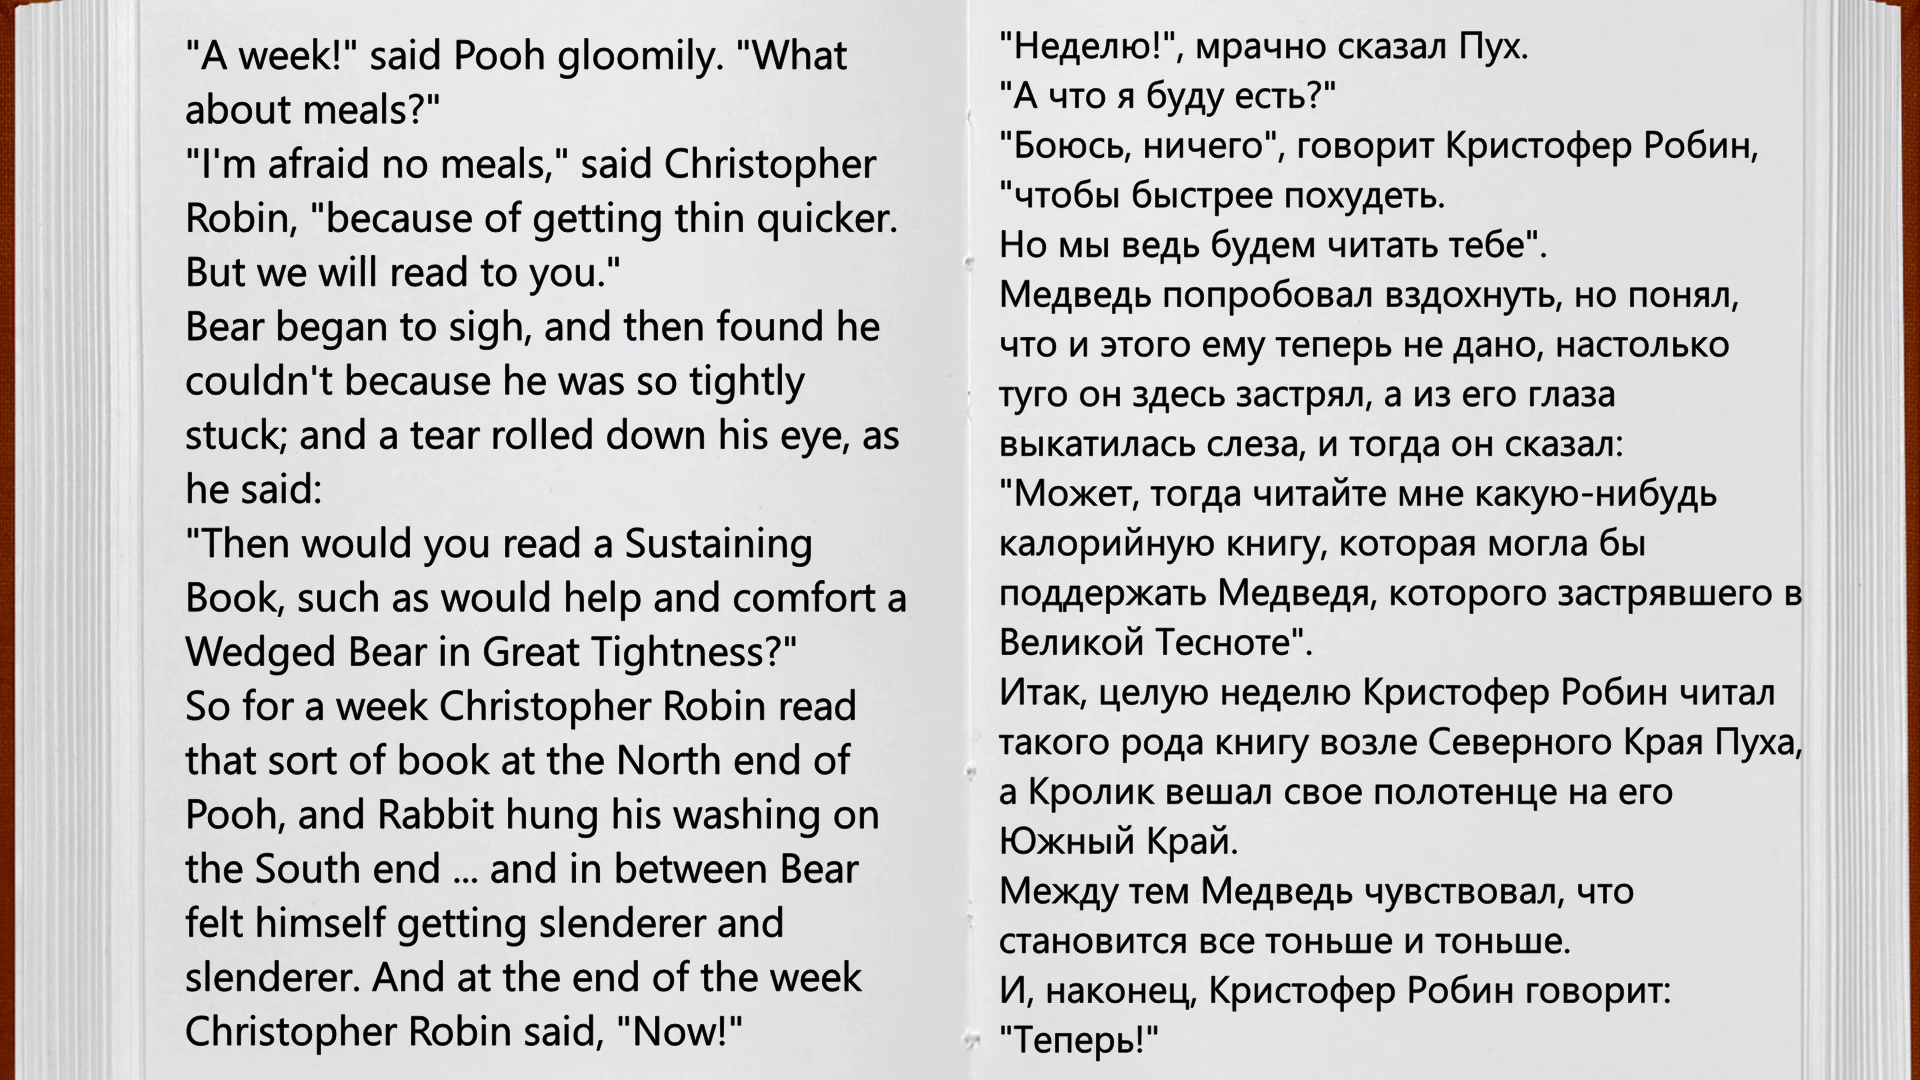 "A week!" said Pooh gloomily. "What
about meals?"
"I'm afraid no meals," said Christopher
Robin, "because of getting thin quicker.
But we will read to you."
Bear began to sigh, and then found he
couldn't because he was so tightly
stuck; and a tear rolled down his eye, as
he said:
"Then would you read a Sustaining
Book, such as would help and comfort a
Wedged Bear in Great Tightness?"
So for a week Christopher Robin read
that sort of book at the North end of
Pooh, and Rabbit hung his washing on
the South end ... and in between Bear
felt himself getting slenderer and
slenderer. And at the end of the week
Christopher Robin said, "Now!"
"Неделю!", мрачно сказал Пух.
"А что я буду есть?"
"Боюсь, ничего", говорит Кристофер Робин,
"чтобы быстрее похудеть.
Но мы ведь будем читать тебе".
Медведь попробовал вздохнуть, но понял,
что и этого ему теперь не дано, настолько
туго он здесь застрял, а из его глаза
выкатилась слеза, и тогда он сказал:
"Может, тогда читайте мне какую-нибудь
калорийную книгу, которая могла бы
поддержать Медведя, которого застрявшего в
Великой Тесноте".
Итак, целую неделю Кристофер Робин читал
такого рода книгу возле Северного Края Пуха,
а Кролик вешал свое полотенце на его
Южный Край.
Между тем Медведь чувствовал, что
становится все тоньше и тоньше.
И, наконец, Кристофер Робин говорит:
"Теперь!"